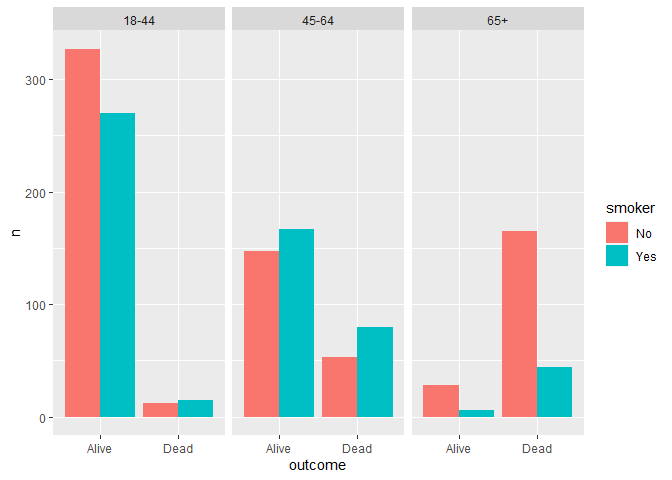 18-44 45-64 65+
300
200
100
0
n
Alive Dead Alive Dead Alive Dead
outcome
smoker
No
Yes